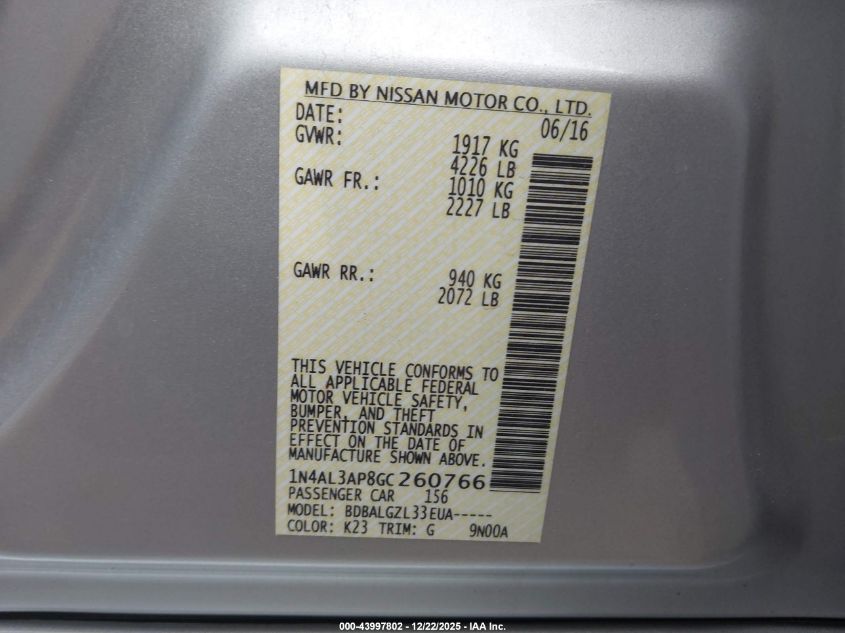 MFD BY NISSAN MOTOR CO., LTD.
DATE: 06/16
GVWR: 1917 KG
4226 LB
GAWR FR.: 1010 KG
2227 LB
GAWR RR.: 940 KG
2072 LB
THIS VEHICLE CONFORMS TO
ALL APPLICABLE FEDERAL
MOTOR VEHICLE SAFETY,
BUMPER, AND THEFT
PREVENTION STANDARDS IN
EFFECT ON THE DATE OF
MANUFACTURE SHOWN ABOVE.
1N4AL3AP8GC260766
PASSENGER CAR 156
MODEL: BDBALGZL33EUA-----
COLOR: K23 TRIM: G 9N00A
000-43997802 - 12/22/2025 - IAA Inc.